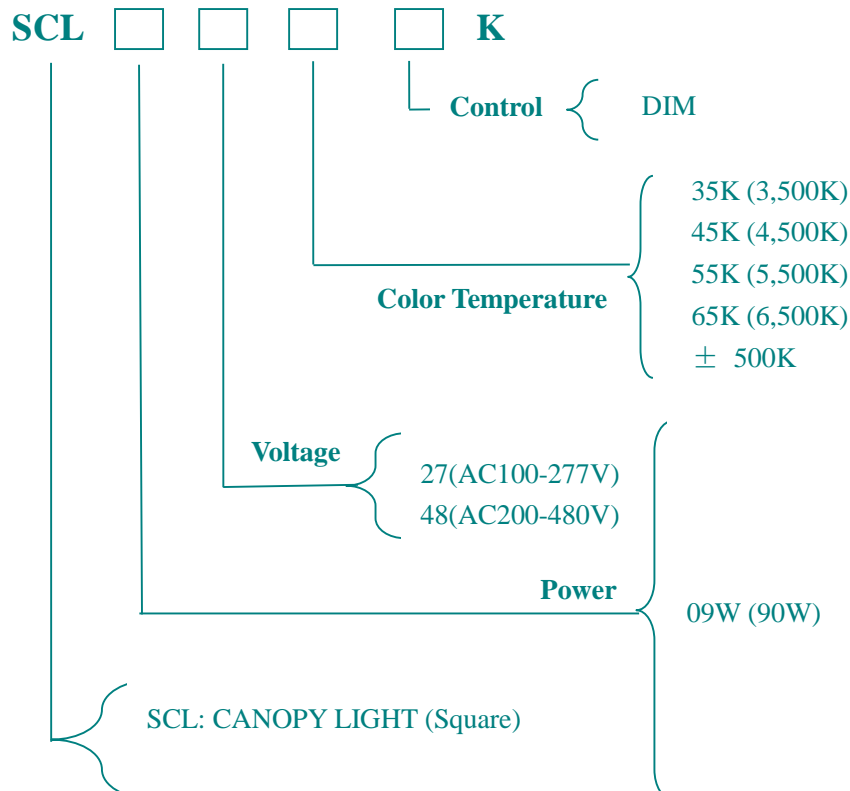 SCL K
Control DIM
35K (3,500K)
45K (4,500K)
55K (5,500K)
Color Temperature
65K (6,500K)
± 500K
Voltage
27(AC100-277V)
48(AC200-480V)
Power
09W (90W)
SCL: CANOPY LIGHT (Square)